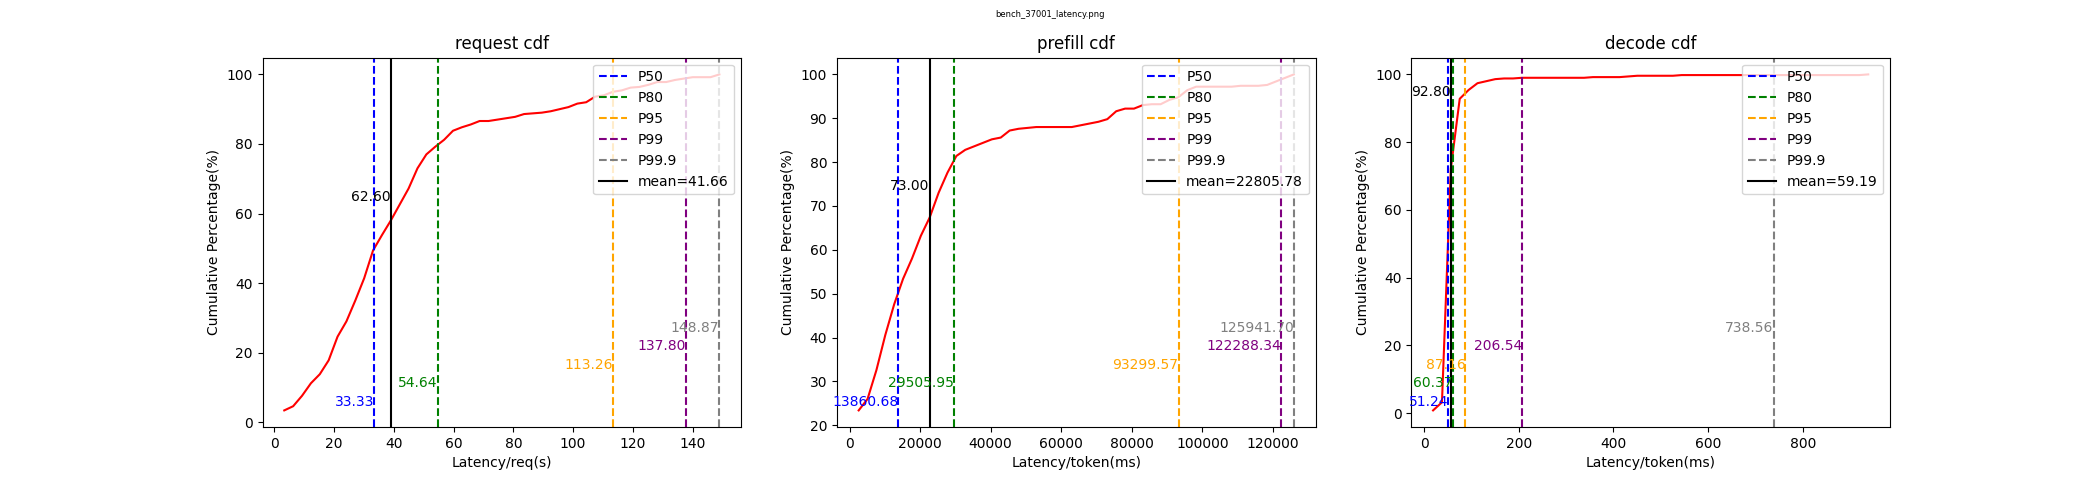 bench_37001_latency.png
request cdf
100
80
60
40
20
0
0 20 40 60 80 100 120 140
Cumulative Percentage(%)
Latency/req(s)
P50
P80
P95
P99
P99.9
mean=41.66
62.60
148.87
137.80
113.26
54.64
33.33
prefill cdf
100
90
80
70
60
50
40
30
20
0 20000 40000 60000 80000 100000 120000
Cumulative Percentage(%)
Latency/token(ms)
P50
P80
P95
P99
P99.9
mean=22805.78
73.00
125941.70
122288.34
93299.57
29505.95
13860.68
decode cdf
100
80
60
40
20
0
0 200 400 600 800
Cumulative Percentage(%)
Latency/token(ms)
P50
P80
P95
P99
P99.9
mean=59.19
92.80
738.56
206.54
51.24